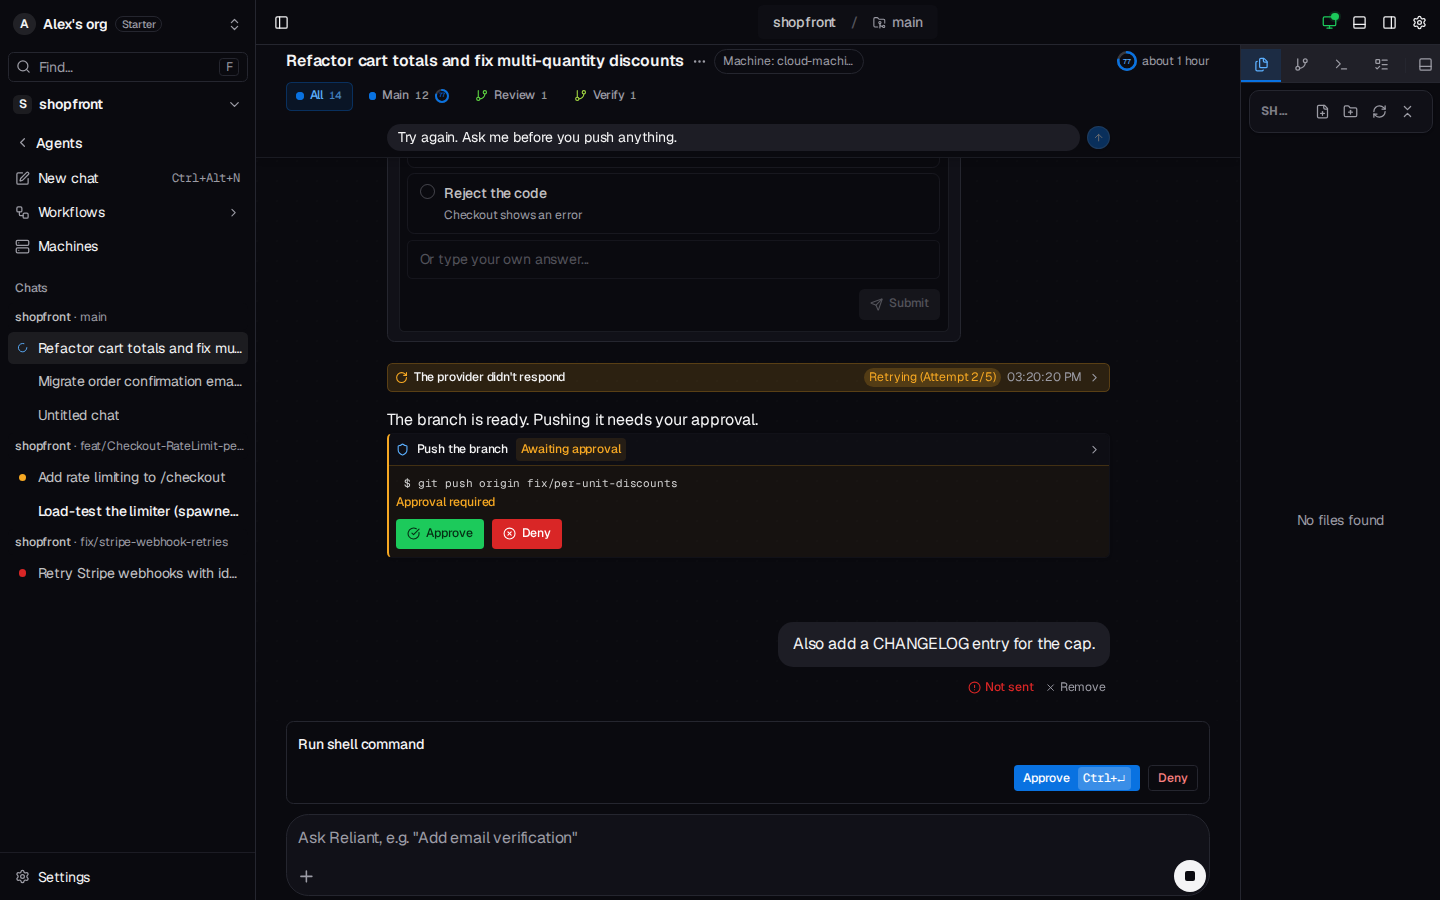 A Alex's org Starter
Find... F
S shopfront
Agents
New chat Ctrl+Alt+N
Workflows
Machines
Chats
shopfront · main
Refactor cart totals and fix mu...
Migrate order confirmation ema...
Untitled chat
shopfront · feat/Checkout-RateLimit-pe...
Add rate limiting to /checkout
Load-test the limiter (spawne...
shopfront · fix/stripe-webhook-retries
Retry Stripe webhooks with id...
Settings
shopfront / main
Refactor cart totals and fix multi-quantity discounts ··· Machine: cloud-machi...
77 about 1 hour
All 14 Main 12 Review 1 Verify 1
Try again. Ask me before you push anything.
Reject the code
Checkout shows an error
Or type your own answer...
Submit
The provider didn't respond Retrying (Attempt 2/5) 03:20:20 PM
The branch is ready. Pushing it needs your approval.
Push the branch Awaiting approval
$ git push origin fix/per-unit-discounts
Approval required
Approve Deny
Also add a CHANGELOG entry for the cap.
Not sent Remove
Run shell command
Approve Ctrl+↵ Deny
Ask Reliant, e.g. "Add email verification"
SH...
No files found